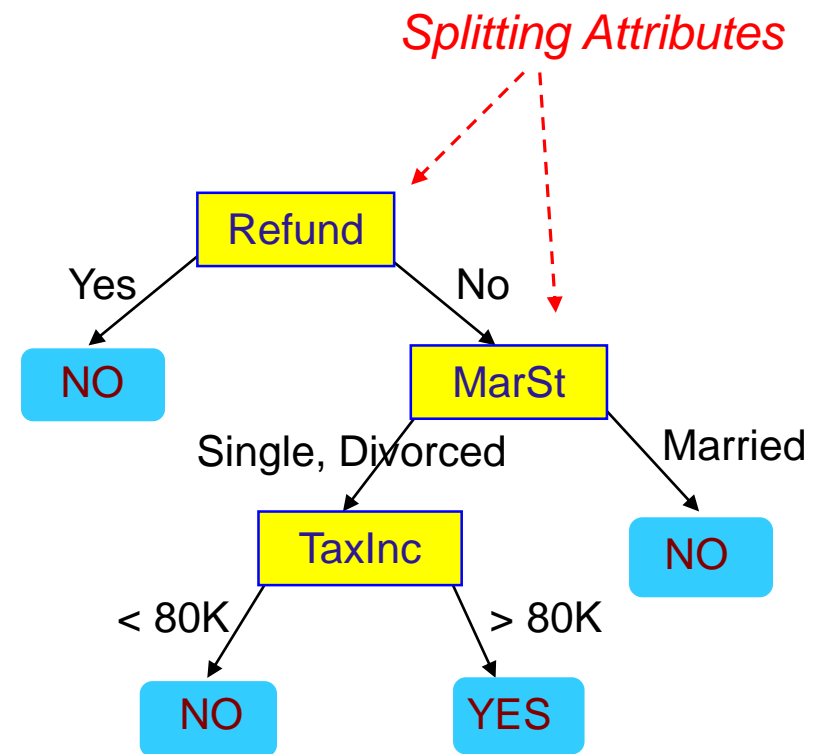 Splitting Attributes
Refund
Yes
No
NO
MarSt
Single, Divorced
Married
TaxInc
NO
< 80K
> 80K
NO
YES